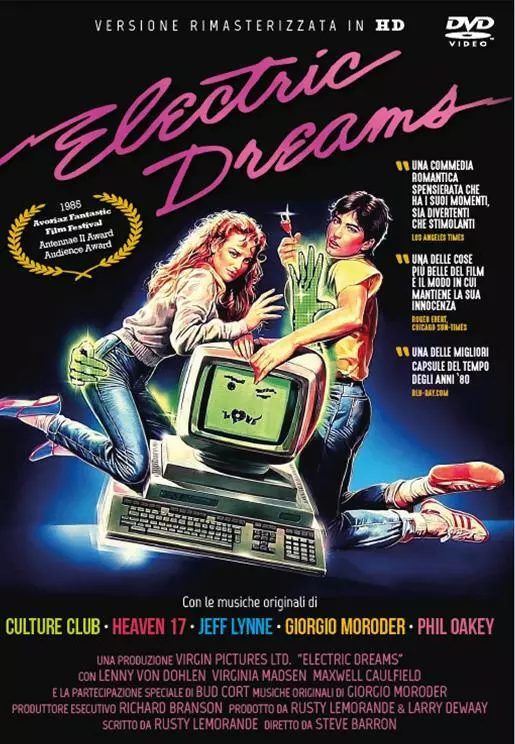 VERSIONE RIMASTERIZZATA IN HD
DVD
VIDEO
Electric
Dreams
1985
Avoriaz Fantastic
Film Festival
Antennae II Award
Audience Award
" UNA COMMEDIA
ROMANTICA
SPENSIERATA CHE
HA I SUOI MOMENTI,
SIA DIVERTENTI
CHE STIMOLANTI
LOS ANGELES TIMES
" UNA DELLE COSE
PIÙ BELLE DEL FILM
È IL MODO IN CUI
MANTIENE LA SUA
INNOCENZA
ROGER EBERT,
CHICAGO SUN-TIMES
" UNA DELLE MIGLIORI
CAPSULE DEL TEMPO
DEGLI ANNI '80
BLU-RAY.COM
LOVE
Con le musiche originali di
CULTURE CLUB • HEAVEN 17 • JEFF LYNNE • GIORGIO MORODER • PHIL OAKEY
UNA PRODUZIONE VIRGIN PICTURES LTD. "ELECTRIC DREAMS"
CON LENNY VON DOHLEN VIRGINIA MADSEN MAXWELL CAULFIELD
E LA PARTECIPAZIONE SPECIALE DI BUD CORT MUSICHE ORIGINALI DI GIORGIO MORODER
PRODUTTORE ESECUTIVO RICHARD BRANSON PRODOTTO DA RUSTY LEMORANDE & LARRY DEWAAY
SCRITTO DA RUSTY LEMORANDE DIRETTO DA STEVE BARRON